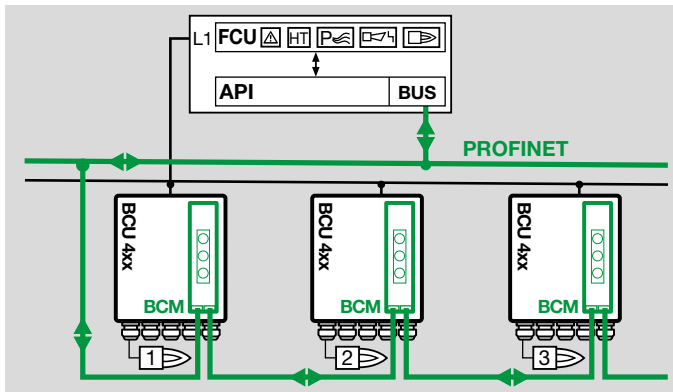 L1 FCU HT P
API BUS
PROFINET
BCU 4xx BCU 4xx BCU 4xx
BCM BCM BCM
1 2 3